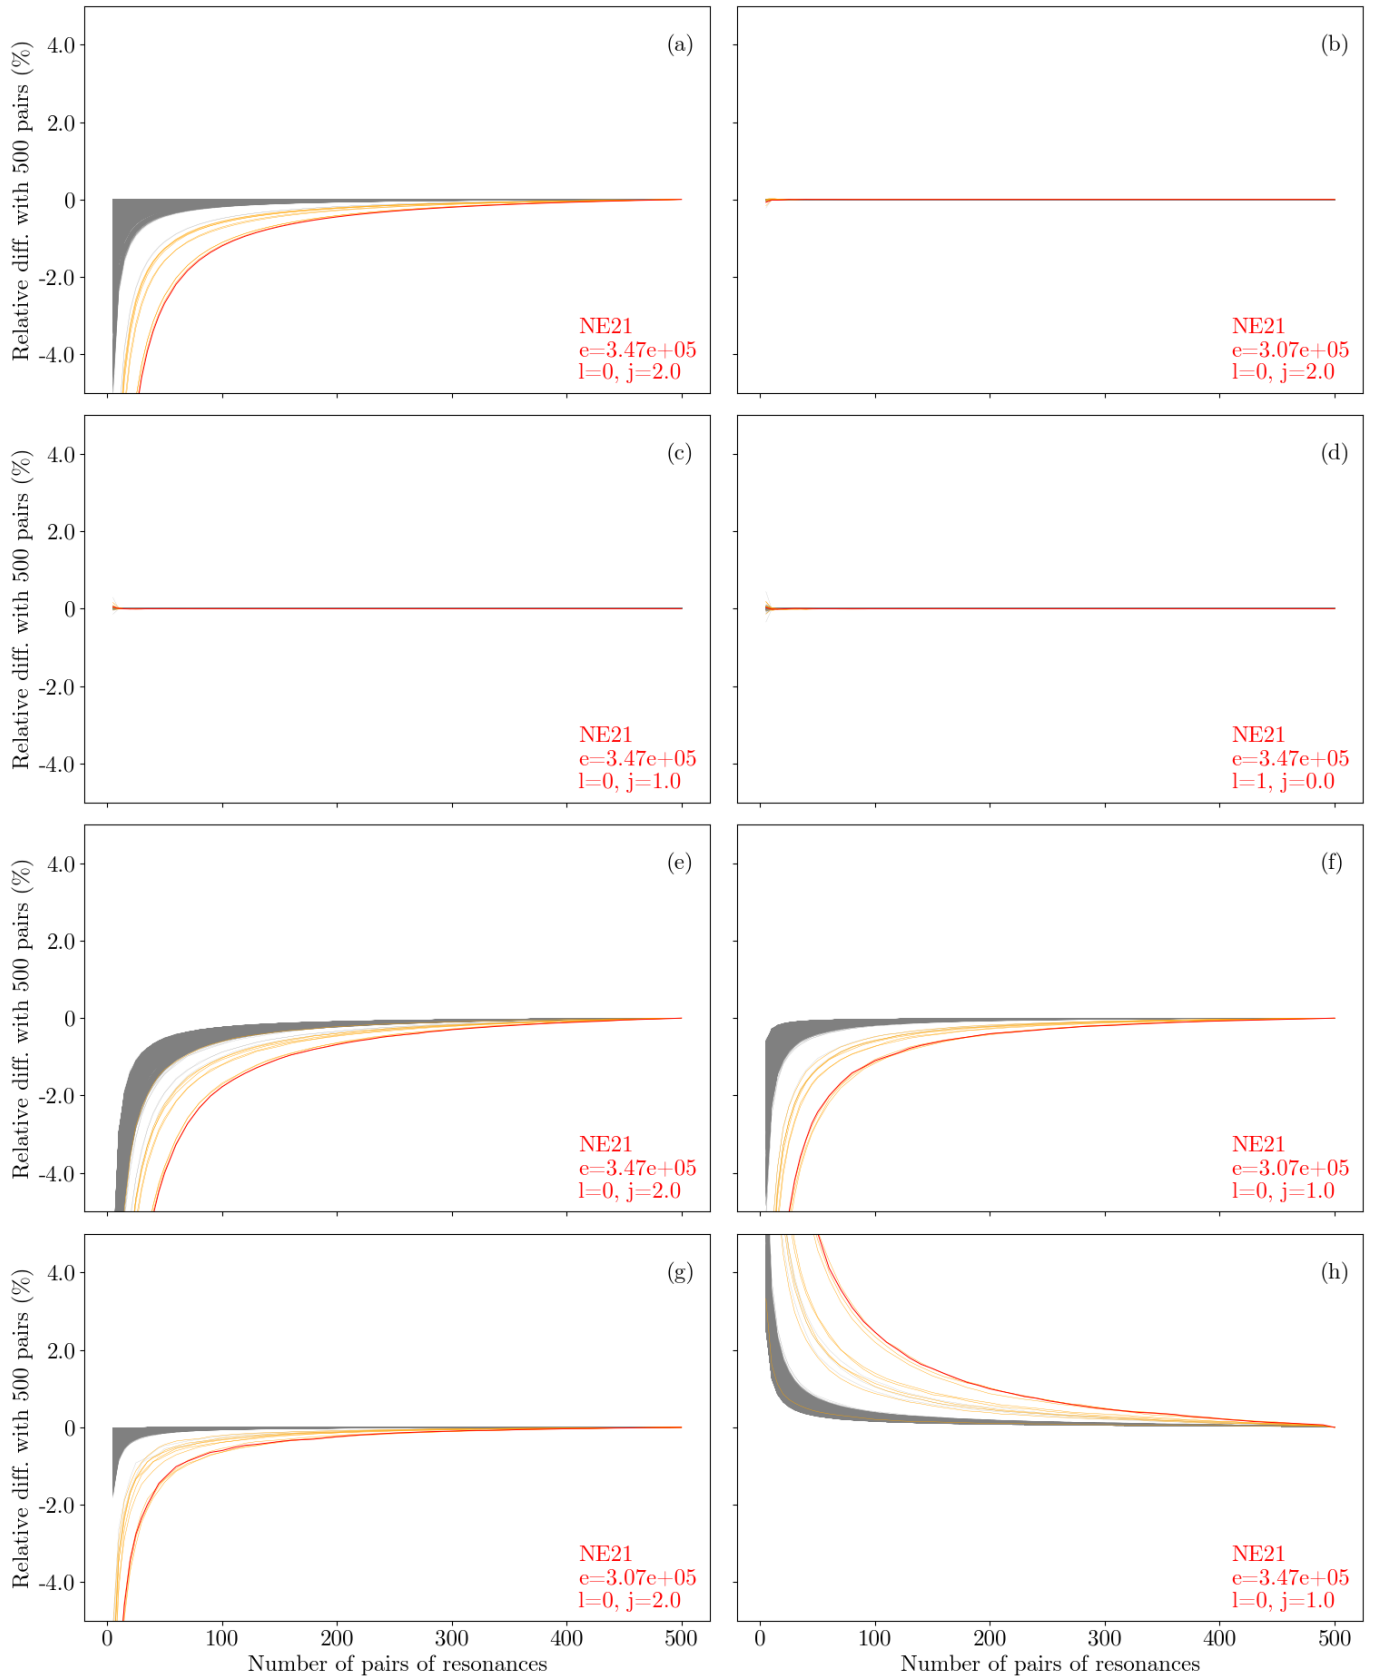 Relative diff. with 500 pairs (%)
4.0
2.0
0
-2.0
-4.0
(a)
NE21
e=3.47e+05
l=0, j=2.0
(b)
NE21
e=3.07e+05
l=0, j=2.0
Relative diff. with 500 pairs (%)
4.0
2.0
0
-2.0
-4.0
(c)
NE21
e=3.47e+05
l=0, j=1.0
(d)
NE21
e=3.47e+05
l=1, j=0.0
Relative diff. with 500 pairs (%)
4.0
2.0
0
-2.0
-4.0
(e)
NE21
e=3.47e+05
l=0, j=2.0
(f)
NE21
e=3.07e+05
l=0, j=1.0
Relative diff. with 500 pairs (%)
4.0
2.0
0
-2.0
-4.0
(g)
NE21
e=3.07e+05
l=0, j=2.0
0 100 200 300 400 500
Number of pairs of resonances
(h)
NE21
e=3.47e+05
l=0, j=1.0
0 100 200 300 400 500
Number of pairs of resonances